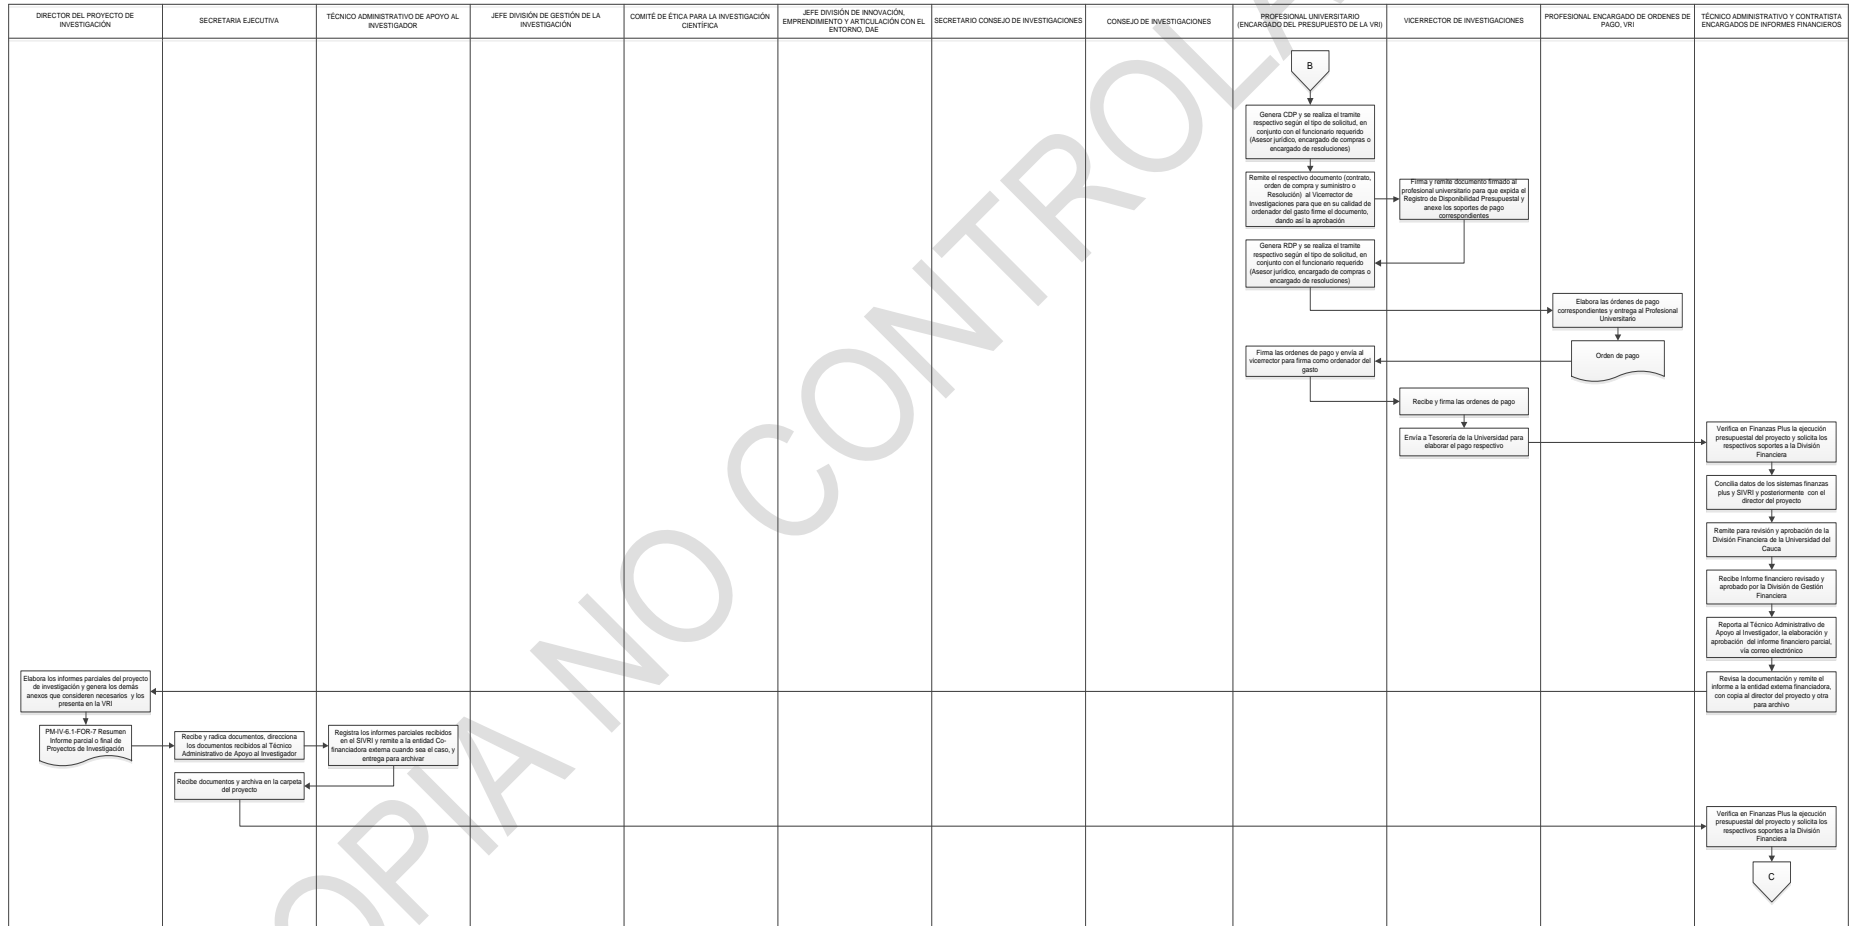 DIRECTOR DEL PROYECTO DE
INVESTIGACIÓN
SECRETARIA EJECUTIVA
TÉCNICO ADMINISTRATIVO DE APOYO AL
INVESTIGADOR
JEFE DIVISIÓN DE GESTIÓN DE LA
INVESTIGACIÓN
COMITÉ DE ÉTICA PARA LA INVESTIGACIÓN
CIENTÍFICA
JEFE DIVISIÓN DE INNOVACIÓN,
EMPRENDIMIENTO Y ARTICULACIÓN CON EL
ENTORNO, DAE
SECRETARIO CONSEJO DE INVESTIGACIONES
CONSEJO DE INVESTIGACIONES
PROFESIONAL UNIVERSITARIO
(ENCARGADO DEL PRESUPUESTO DE LA VRI)
VICERRECTOR DE INVESTIGACIONES
PROFESIONAL ENCARGADO DE ORDENES DE
PAGO, VRI
TÉCNICO ADMINISTRATIVO Y CONTRATISTA
ENCARGADOS DE INFORMES FINANCIEROS
B
Genera CDP y se realiza el tramite
respectivo según el tipo de solicitud, en
conjunto con el funcionario requerido
(Asesor jurídico, encargado de compras o
encargado de resoluciones)
Remite el respectivo documento (contrato,
orden de compra y suministro o
Resolución) al Vicerrector de
Investigaciones para que en su calidad de
ordenador del gasto firme el documento,
dando así la aprobación
Firma y remite documento firmado al
profesional universitario para que expida el
Registro de Disponibilidad Presupuestal y
anexe los soportes de pago
correspondientes
Genera RDP y se realiza el tramite
respectivo según el tipo de solicitud, en
conjunto con el funcionario requerido
(Asesor jurídico, encargado de compras o
encargado de resoluciones)
Elabora las órdenes de pago
correspondientes y entrega al Profesional
Universitario
Orden de pago
Firma las ordenes de pago y envía al
vicerrector para firma como ordenador del
gasto
Recibe y firma las ordenes de pago
Envía a Tesorería de la Universidad para
elaborar el pago respectivo
Verifica en Finanzas Plus la ejecución
presupuestal del proyecto y solicita los
respectivos soportes a la División
Financiera
Concilia datos de los sistemas finanzas
plus y SIVRI y posteriormente con el
director del proyecto
Remite para revisión y aprobación de la
División Financiera de la Universidad del
Cauca
Recibe Informe financiero revisado y
aprobado por la División de Gestión
Financiera
Reporta al Técnico Administrativo de
Apoyo al Investigador, la elaboración y
aprobación del informe financiero parcial,
vía correo electrónico
Revisa la documentación y remite el
informe a la entidad externa financiadora,
con copia al director del proyecto y otra
para archivo
Elabora los informes parciales del proyecto
de investigación y genera los demás
anexos que consideren necesarios y los
presenta en la VRI
PM-IV-6.1-FOR-7 Resumen
Informe parcial o final de
Proyectos de Investigación
Recibe y radica documentos, direcciona
los documentos recibidos al Técnico
Administrativo de Apoyo al Investigador
Registra los informes parciales recibidos
en el SIVRI y remite a la entidad Co-
financiadora externa cuando sea el caso, y
entrega para archivar
Recibe documentos y archiva en la carpeta
del proyecto
Verifica en Finanzas Plus la ejecución
presupuestal del proyecto y solicita los
respectivos soportes a la División
Financiera
C
OPIA NO CONTROLA